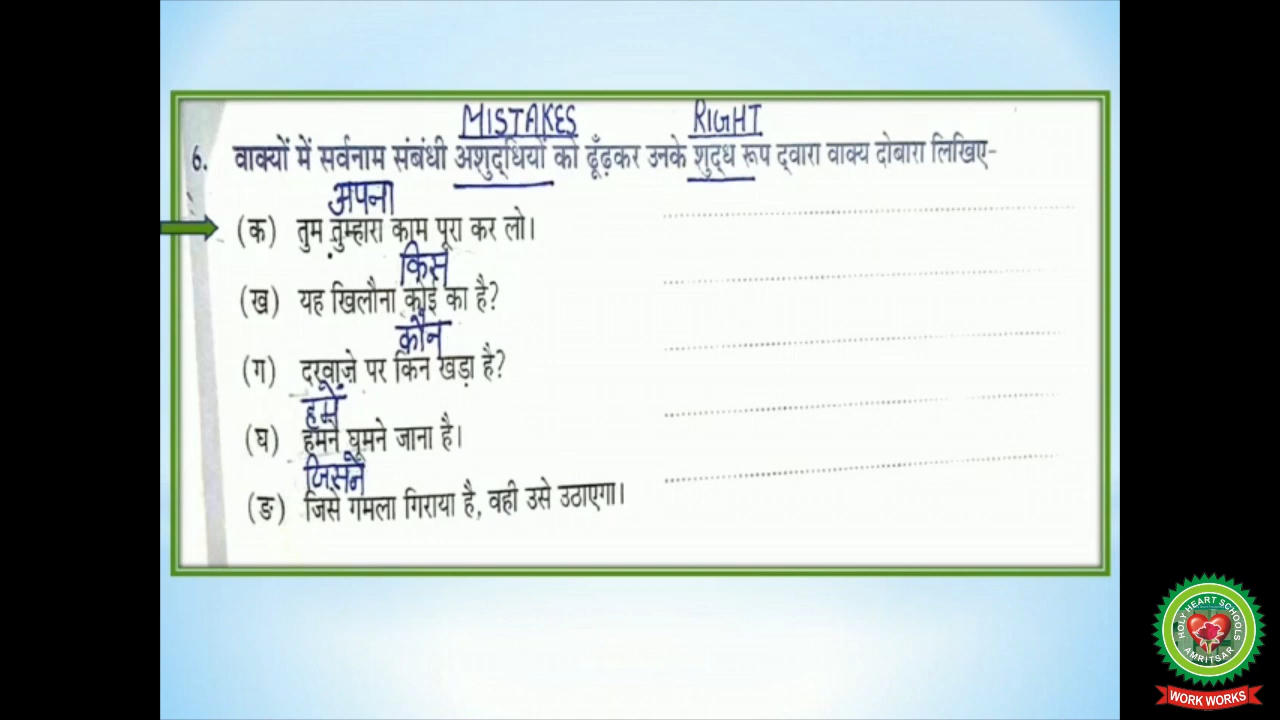 MISTAKES RIGHT
6. वाक्यों में सर्वनाम संबंधी अशुद्धियों को ढूँढ़कर उनके शुद्ध रूप द्वारा वाक्य दोबारा लिखिए-
अपना
(क) तुम तुम्हारा काम पूरा कर लो।
किस
(ख) यह खिलौना कोई का है?
कौन
(ग) दरवाज़े पर किन खड़ा है?
हमें
(घ) हमने घूमने जाना है।
जिसने
(ङ) जिसे गमला गिराया है, वही उसे उठाएगा।
HOLY HEART SCHOOLS
AMRITSAR
WORK WORKS